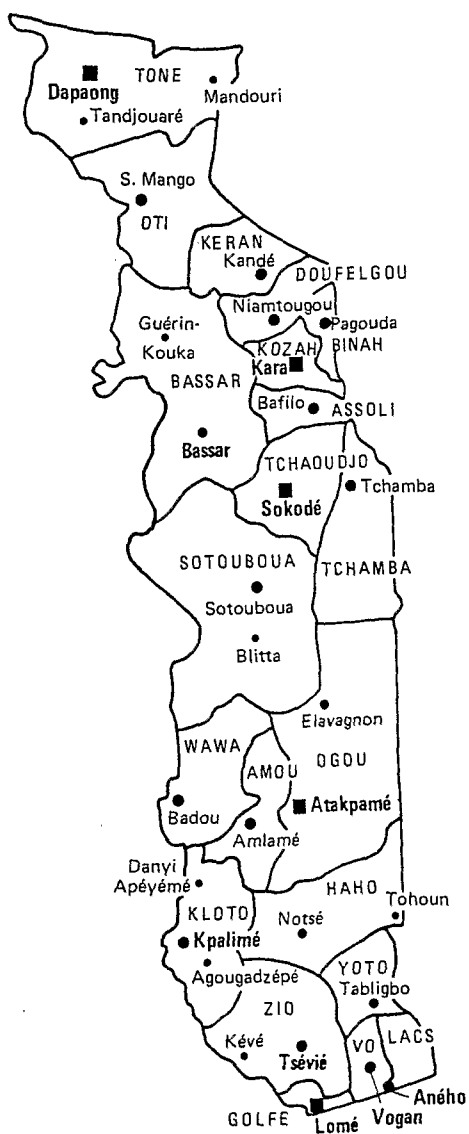 TONE
Dapaong
Mandouri
Tandjouaré
S. Mango
OTI
KERAN
Kandé
DOUFELGOU
Niamtougou
Guérin-
Kouka
Pagouda
KOZAH
BINAH
Kara
BASSAR
Bafilo
ASSOLI
Bassar
TCHAOUDJO
Tchamba
Sokodé
SOTOUBOUA
TCHAMBA
Sotouboua
Blitta
Elavagnon
WAWA
OGOU
AMOU
Badou
Atakpamé
Amlamé
Danyi
Apéyémé
HAHO
Tohoun
KLOTO
Notsé
Kpalimé
Agougadzépé
YOTO
Tabligbo
ZIO
Kévé
VO
LACS
Tsévié
Aného
GOLFE
Lomé
Vogan